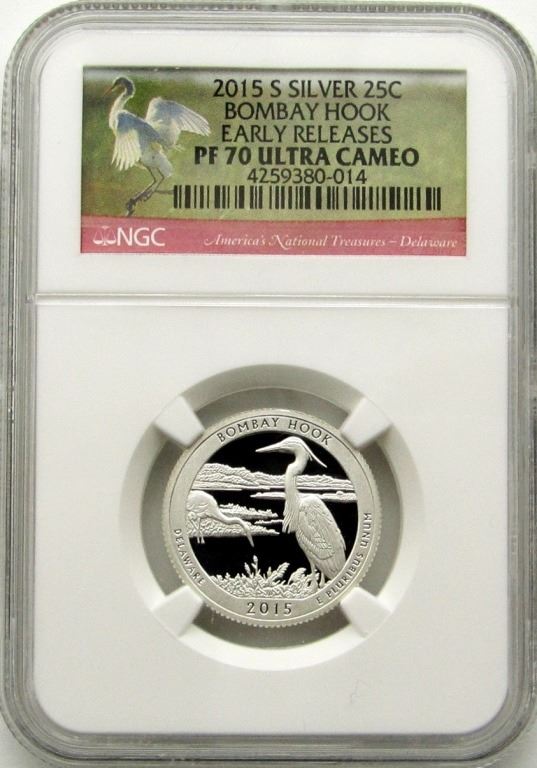 2015 S SILVER 25C
BOMBAY HOOK
EARLY RELEASES
PF 70 ULTRA CAMEO
4259380-014
NGC
America's National Treasures – Delaware
BOMBAY HOOK
DELAWARE
2015
E PLURIBUS UNUM